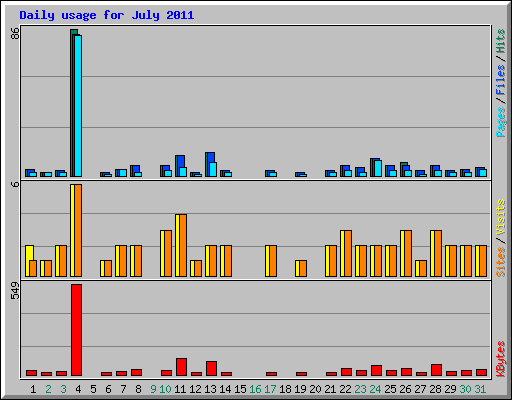 Daily usage for July 2011
86
Pages / Files / Hits
6
Sites / Visits
549
KBytes
1 2 3 4 5 6 7 8 9 10 11 12 13 14 15 16 17 18 19 20 21 22 23 24 25 26 27 28 29 30 31